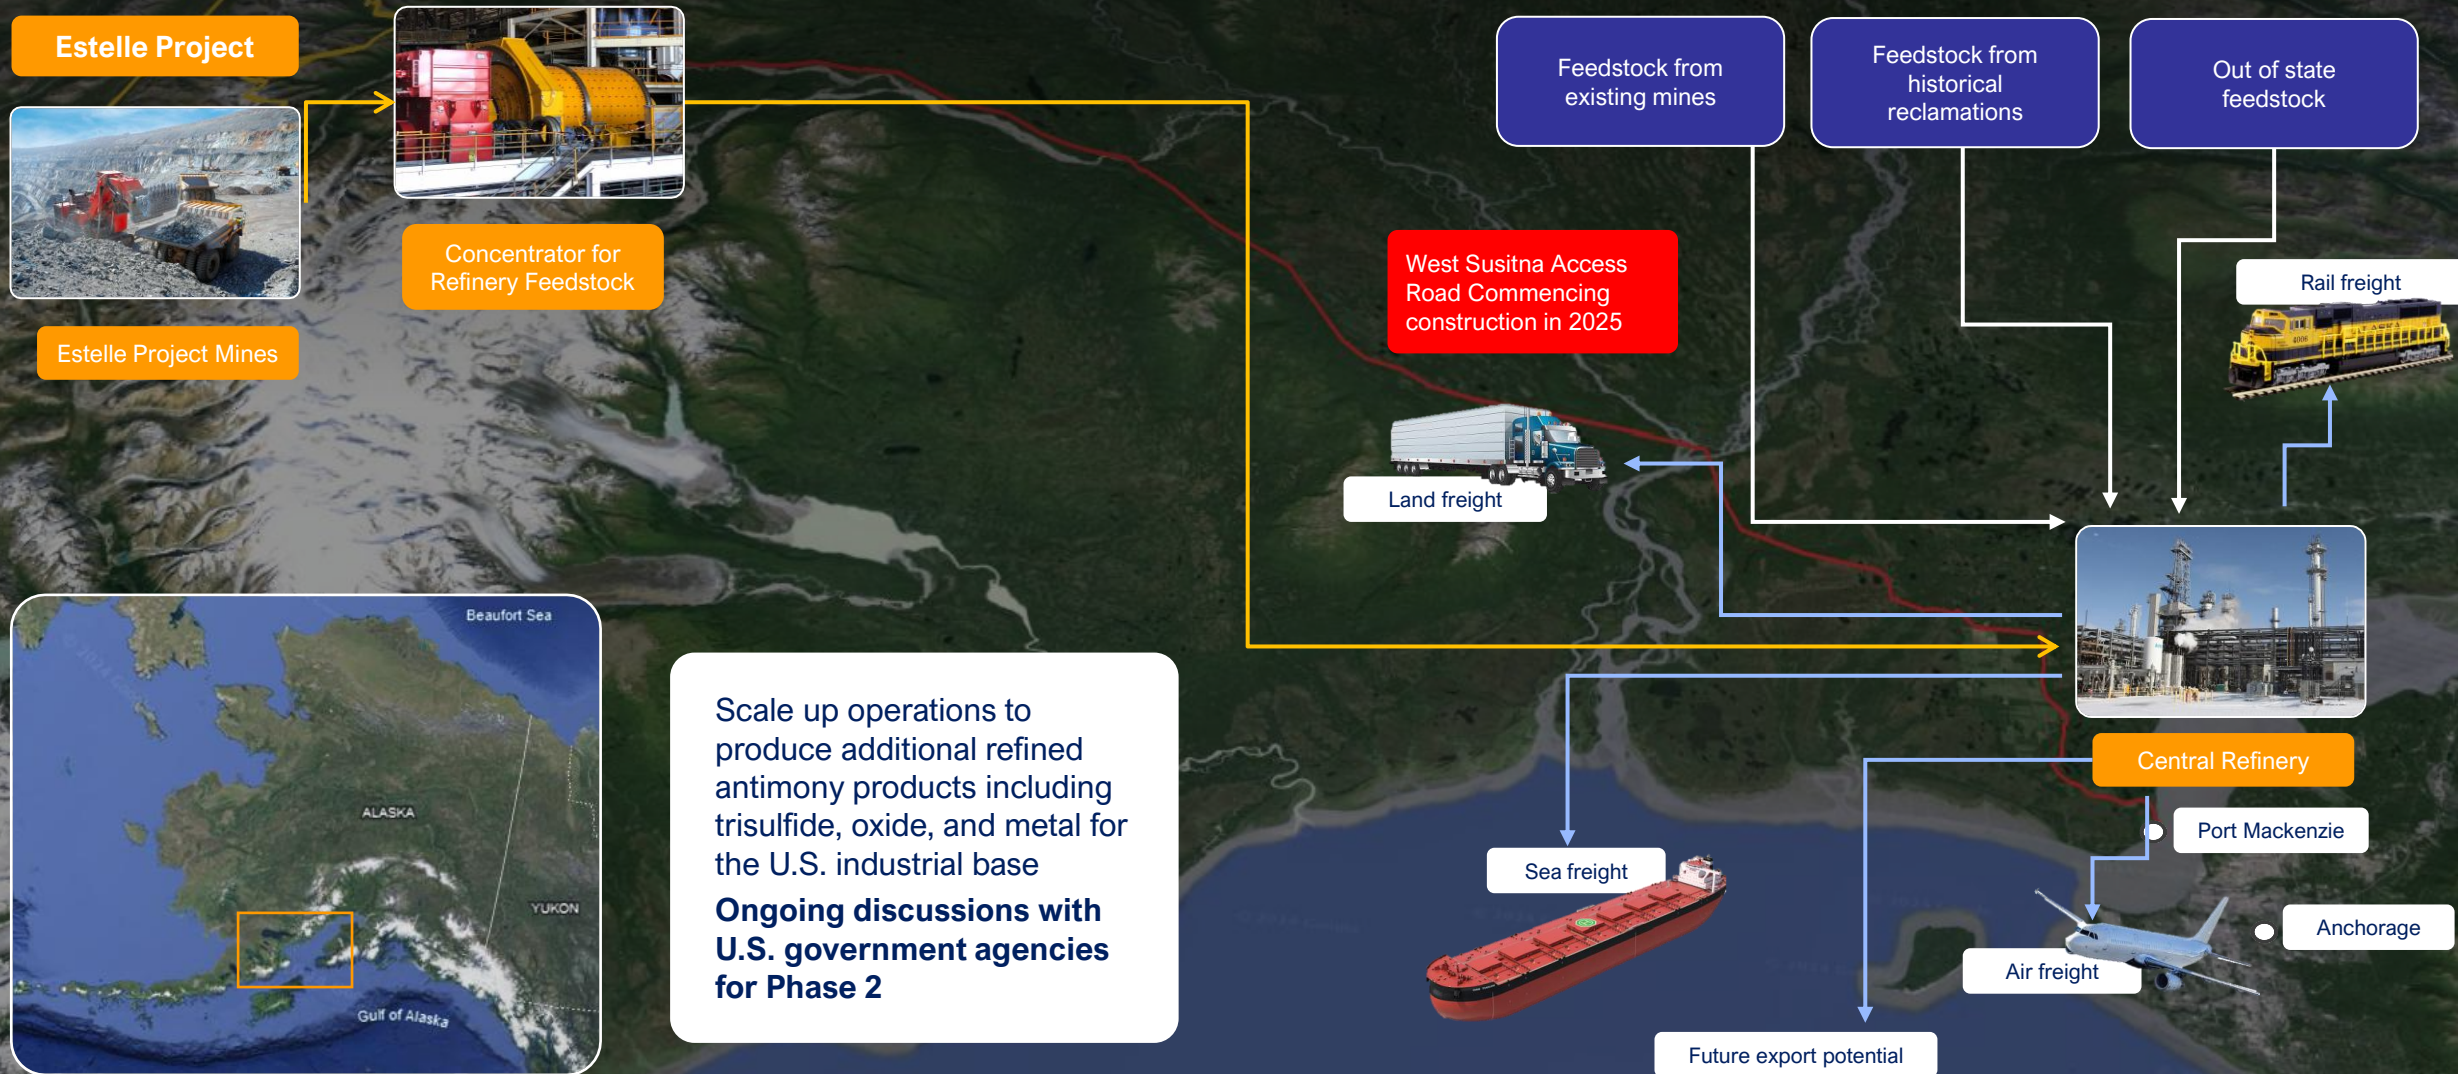 Estelle Project
Estelle Project Mines
Concentrator for
Refinery Feedstock
Feedstock from
existing mines
Feedstock from
historical
reclamations
Out of state
feedstock
West Susitna Access
Road Commencing
construction in 2025
Rail freight
Land freight
Central Refinery
Port Mackenzie
Anchorage
Sea freight
Air freight
Future export potential
Scale up operations to
produce additional refined
antimony products including
trisulfide, oxide, and metal for
the U.S. industrial base
Ongoing discussions with
U.S. government agencies
for Phase 2
Beaufort Sea
ALASKA
YUKON
Gulf of Alaska
4006